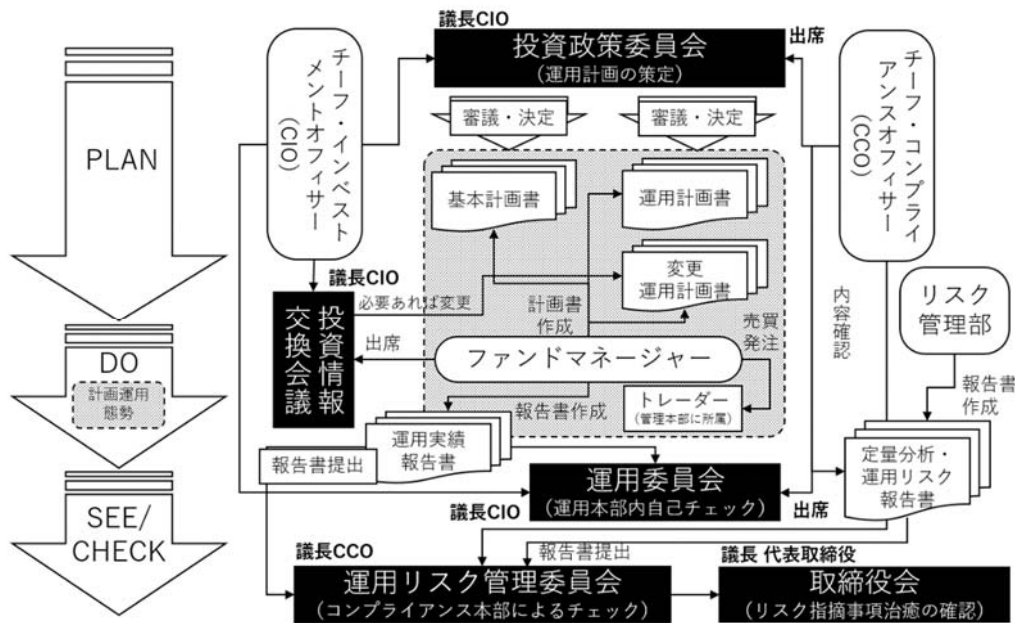 議長CIO
投資政策委員会
(運用計画の策定)
出席
チーフ・インベスト
メントオフィサー
(CIO)
チーフ・コンプライ
アンスオフィサー
(CCO)
PLAN
審議・決定
審議・決定
基本計画書
運用計画書
変更
運用計画書
議長CIO
必要あれば変更
計画書
作成
売買
発注
内容確認
リスク
管理部
投資情報
交換会議
出席
ファンドマネージャー
DO
計画運用
態勢
報告書作成
トレーダー
(管理本部に所属)
報告書
作成
運用実績
報告書
報告書提出
定量分析・
運用リスク
報告書
運用委員会
(運用本部内自己チェック)
議長CIO
出席
SEE/
CHECK
議長CCO
報告書提出
議長 代表取締役
運用リスク管理委員会
(コンプライアンス本部によるチェック)
取締役会
(リスク指摘事項治癒の確認)